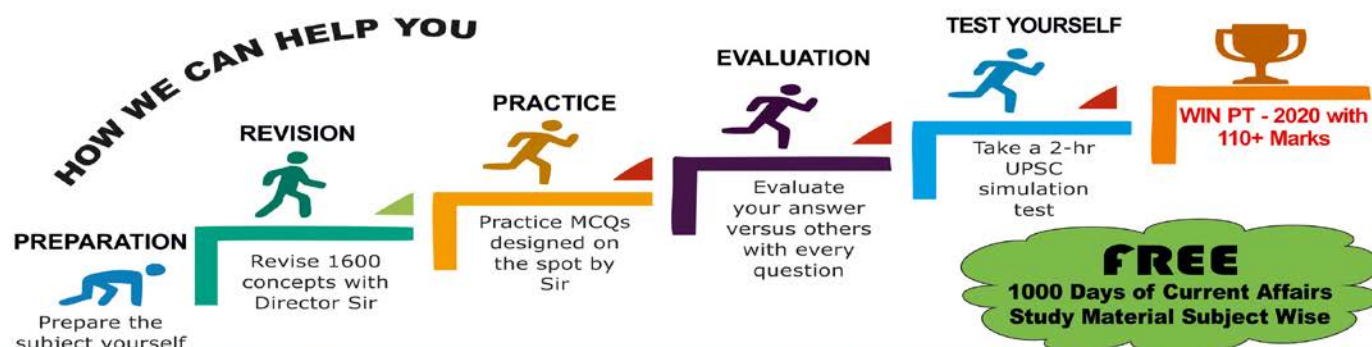 HOW WE CAN HELP YOU
PREPARATION
Prepare the
subject yourself
REVISION
Revise 1600
concepts with
Director Sir
PRACTICE
Practice MCQs
designed on
the spot by
Sir
EVALUATION
Evaluate
your answer
versus others
with every
question
TEST YOURSELF
Take a 2-hr
UPSC
simulation
test
WIN PT - 2020 with
110+ Marks
FREE
1000 Days of Current Affairs
Study Material Subject Wise